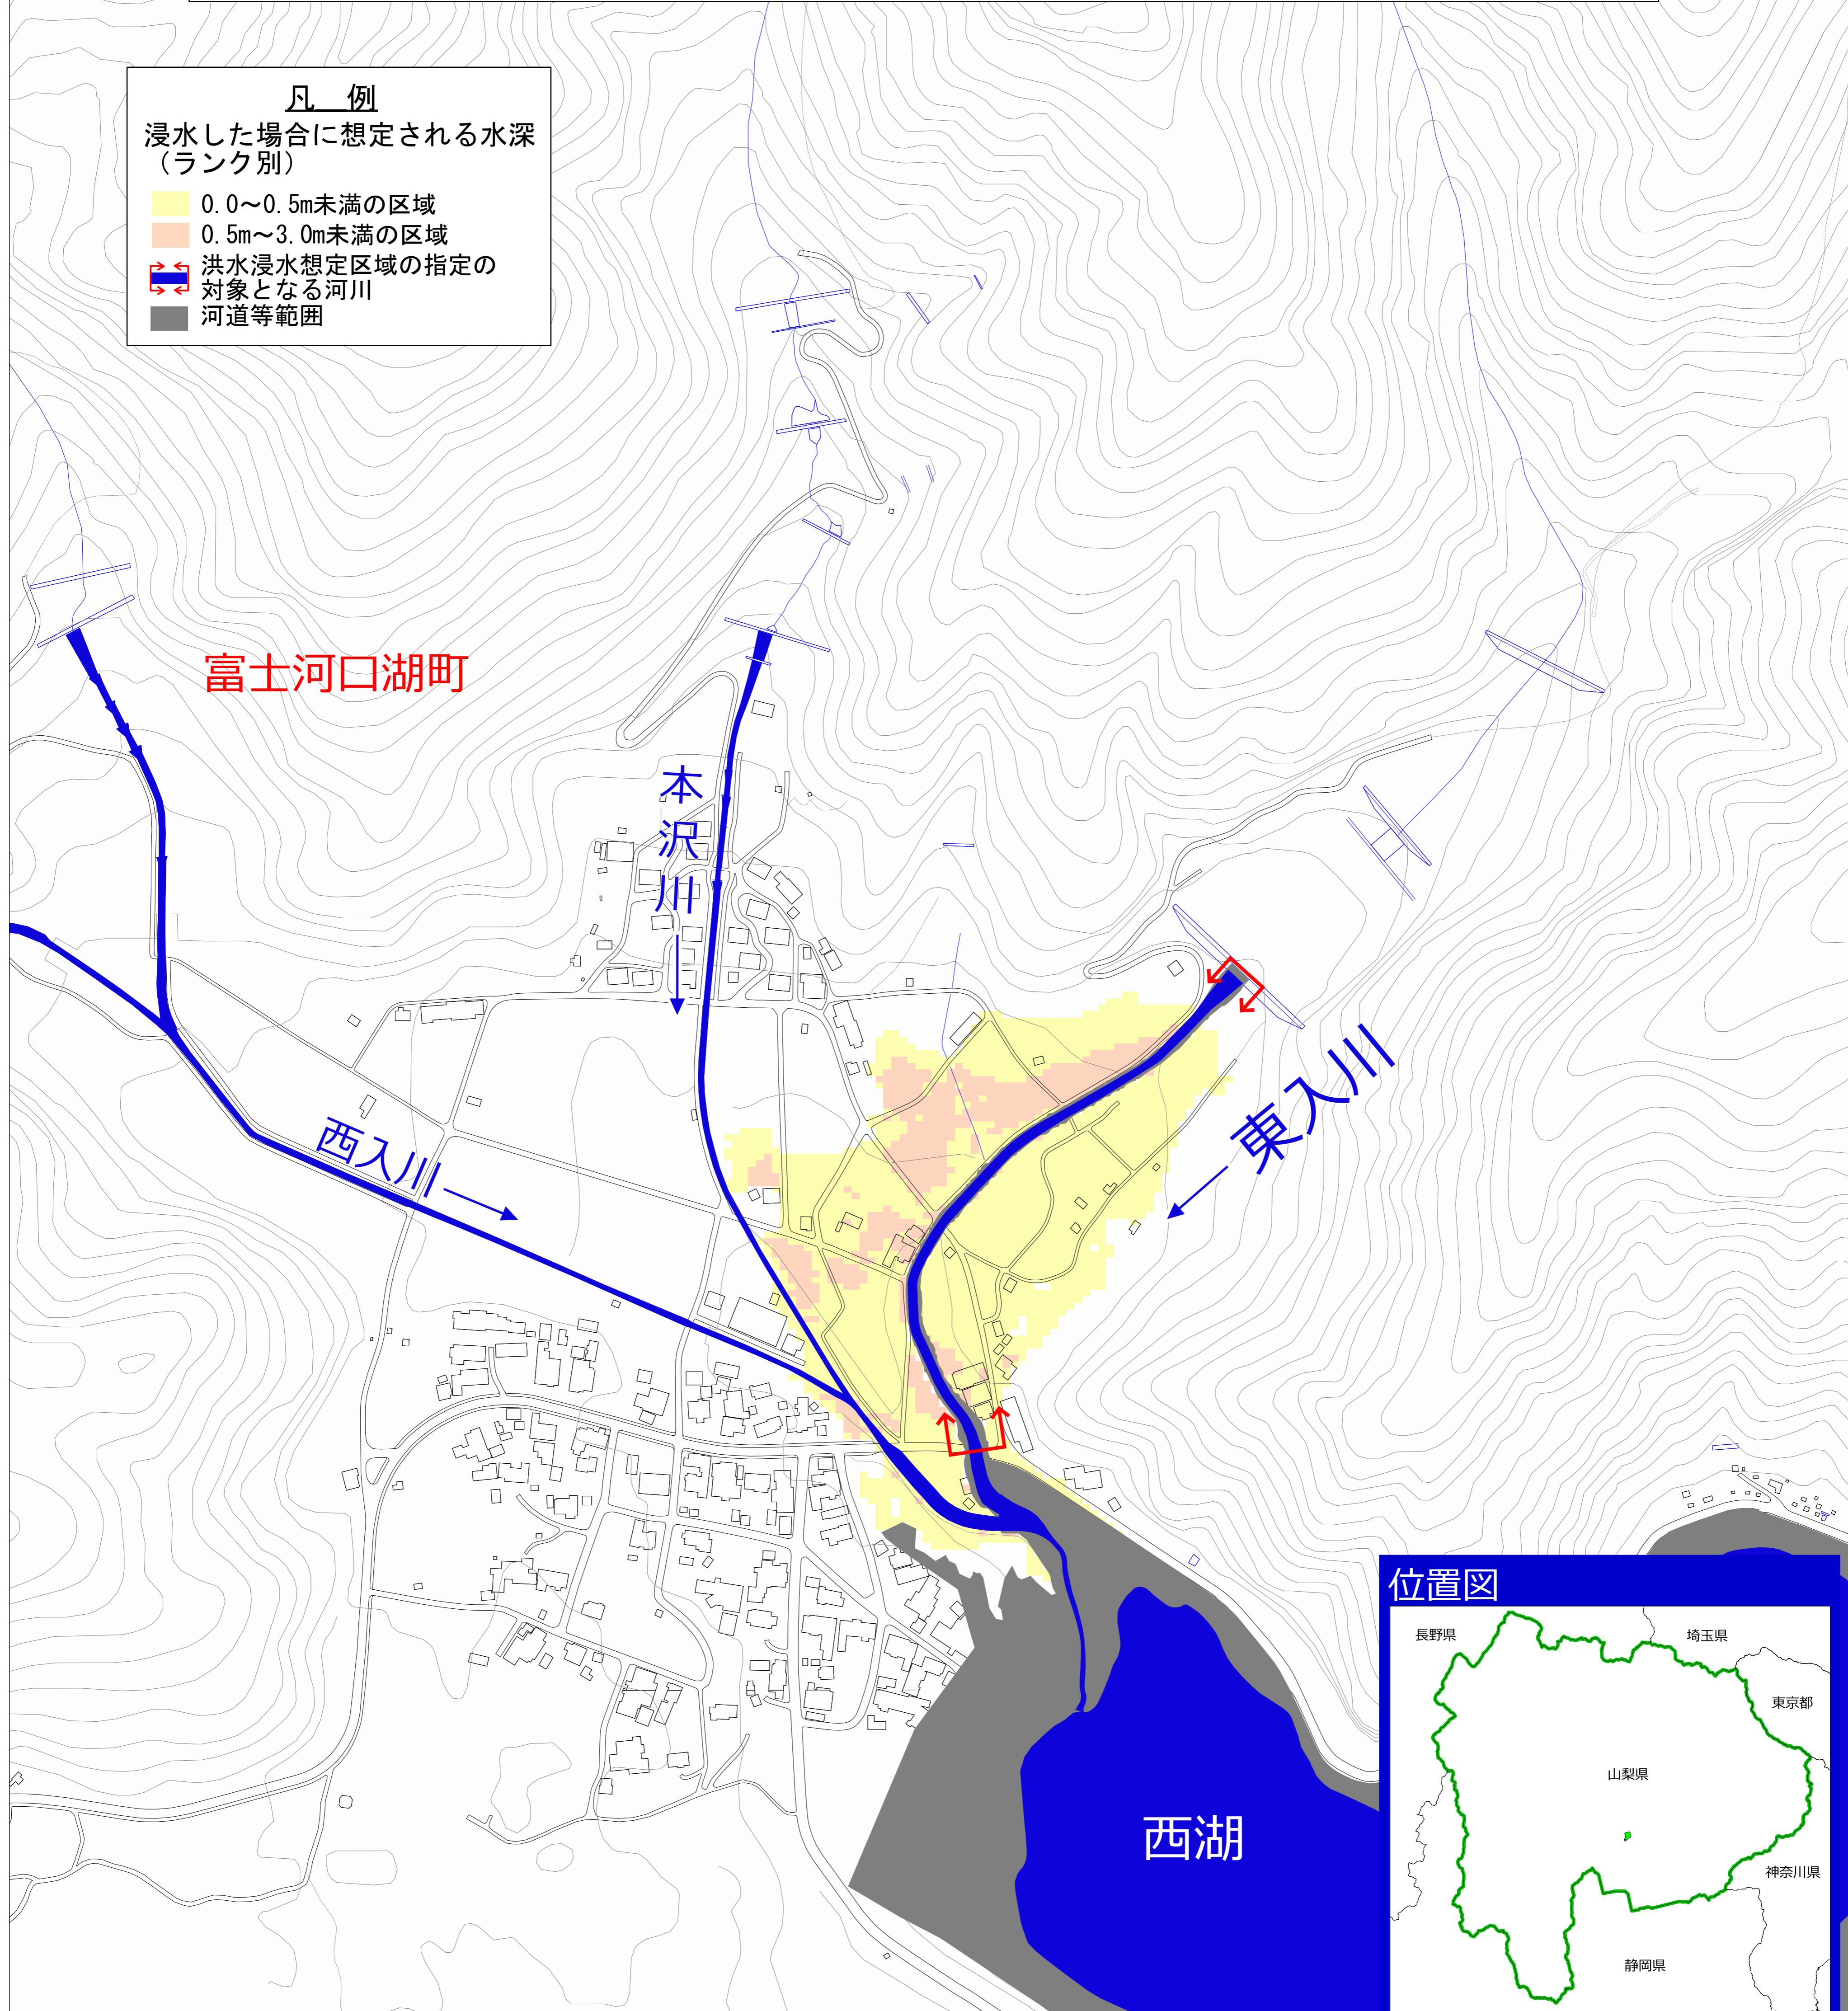 凡　例
浸水した場合に想定される水深
（ランク別）
0.0～0.5m未満の区域
0.5m～3.0m未満の区域
洪水浸水想定区域の指定の
対象となる河川
河道等範囲
富士河口湖町
本沢川
西入川
東入川
西湖
位置図
長野県
埼玉県
東京都
山梨県
神奈川県
静岡県